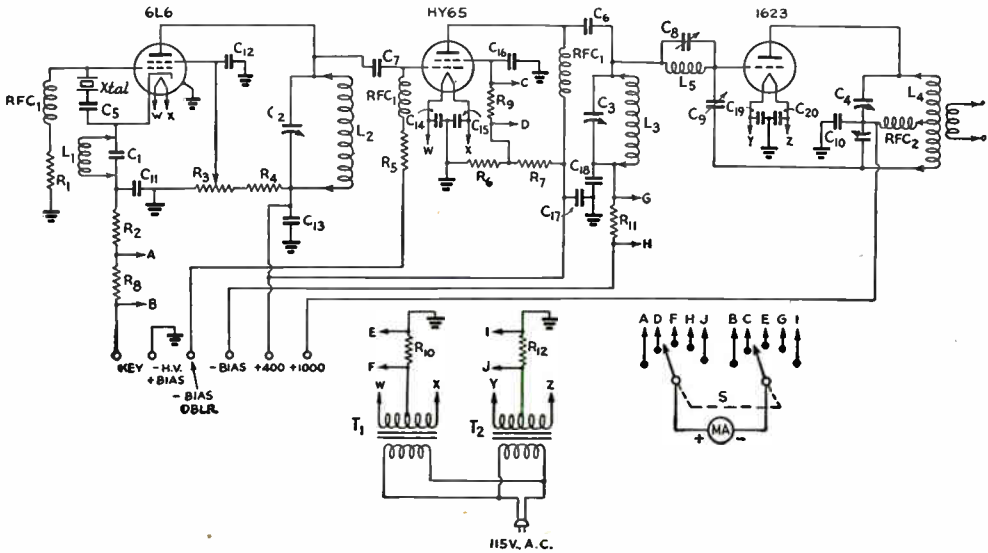 6L6
HY65
1623
C6
C8
C12
C7
C16
RFC1
L5
C
Xtal
RFC1
RFC1
R9
C5
W X
C2
L2
C3
L3
C9
C19
C20
C4
L4
D
C14
C15
W
X
Y
Z
C10
RFC2
L1
C1
R1
C11
R3
R4
R5
R6
R7
C18
C17
G
R2
C13
R11
H
A
R8
B
E
I
A D F H J
B C E G I
R10
R12
KEY
-H.V.
+BIAS
-BIAS
DBLR.
-BIAS
+400
+1000
F
J
W
X
Y
Z
S
T1
T2
+ MA -
115V. A.C.